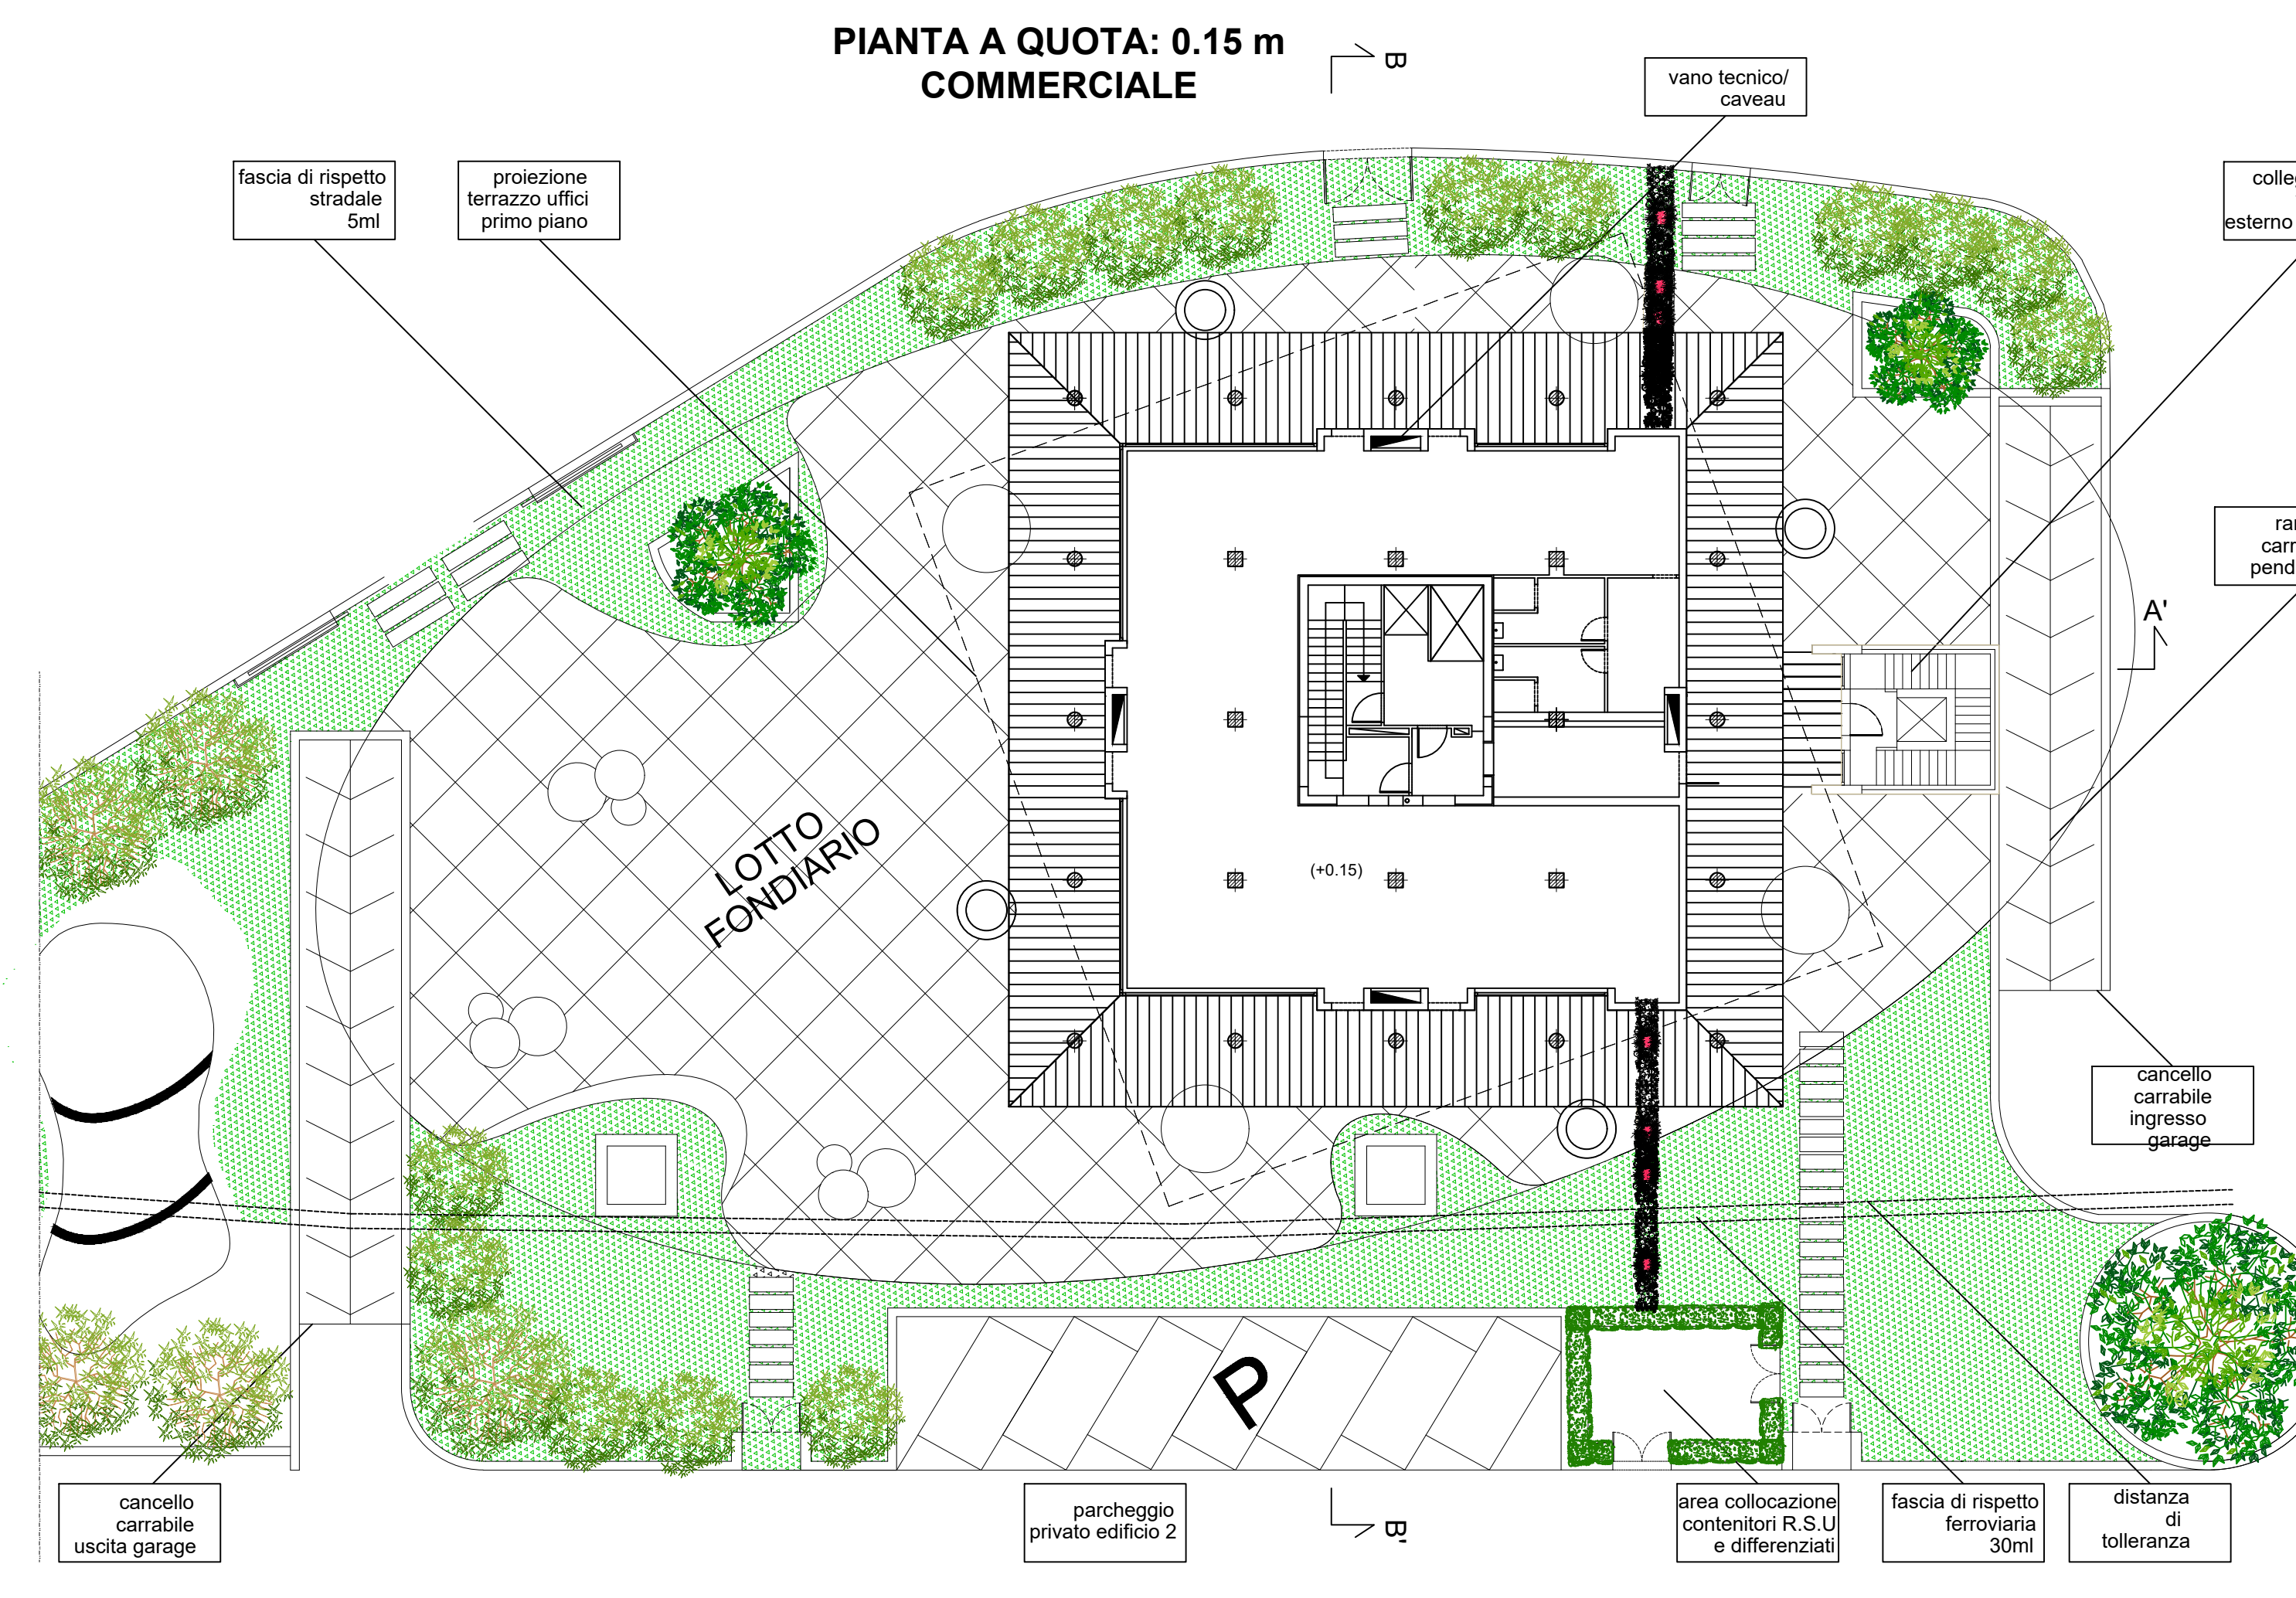 PIANTA A QUOTA: 0.15 m
COMMERCIALE
B
vano tecnico/
caveau
fascia di rispetto
stradale
5ml
proiezione
terrazzo uffici
primo piano
esterno
A'
LOTTO
FONDIARIO
(+0.15)
cancello
carrabile
ingresso
garage
P
cancello
carrabile
uscita garage
parcheggio
privato edificio 2
B'
area collocazione
contenitori R.S.U
e differenziati
fascia di rispetto
ferroviaria
30ml
distanza
di
tolleranza